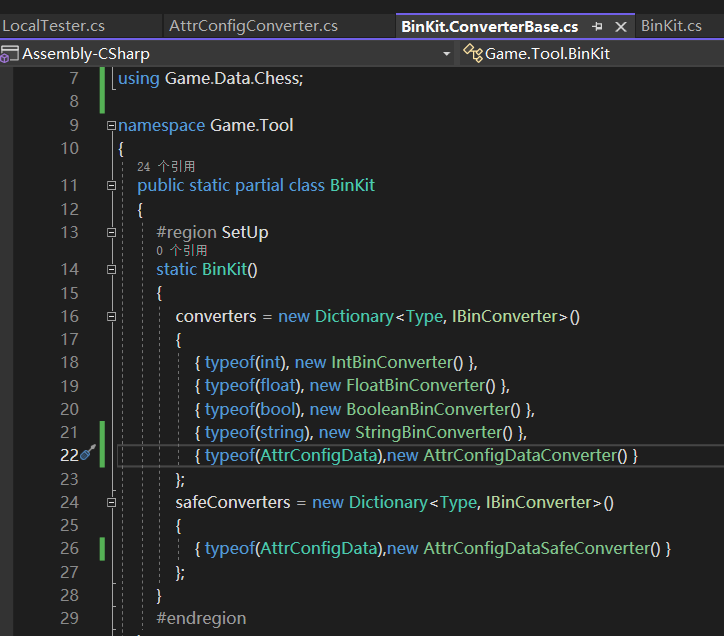 LocalTester.cs AttrConfigConverter.cs BinKit.ConverterBase.cs BinKit.cs
Assembly-CSharp Game.Tool.BinKit
7 using Game.Data.Chess;
8
9 namespace Game.Tool
10 {
24 个引用
11 public static partial class BinKit
12 {
13 #region SetUp
0 个引用
14 static BinKit()
15 {
16 converters = new Dictionary<Type, IBinConverter>()
17 {
18 { typeof(int), new IntBinConverter() },
19 { typeof(float), new FloatBinConverter() },
20 { typeof(bool), new BooleanBinConverter() },
21 { typeof(string), new StringBinConverter() },
22 { typeof(AttrConfigData),new AttrConfigDataConverter() }
23 };
24 safeConverters = new Dictionary<Type, IBinConverter>()
25 {
26 { typeof(AttrConfigData),new AttrConfigDataSafeConverter() }
27 };
28 }
29 #endregion